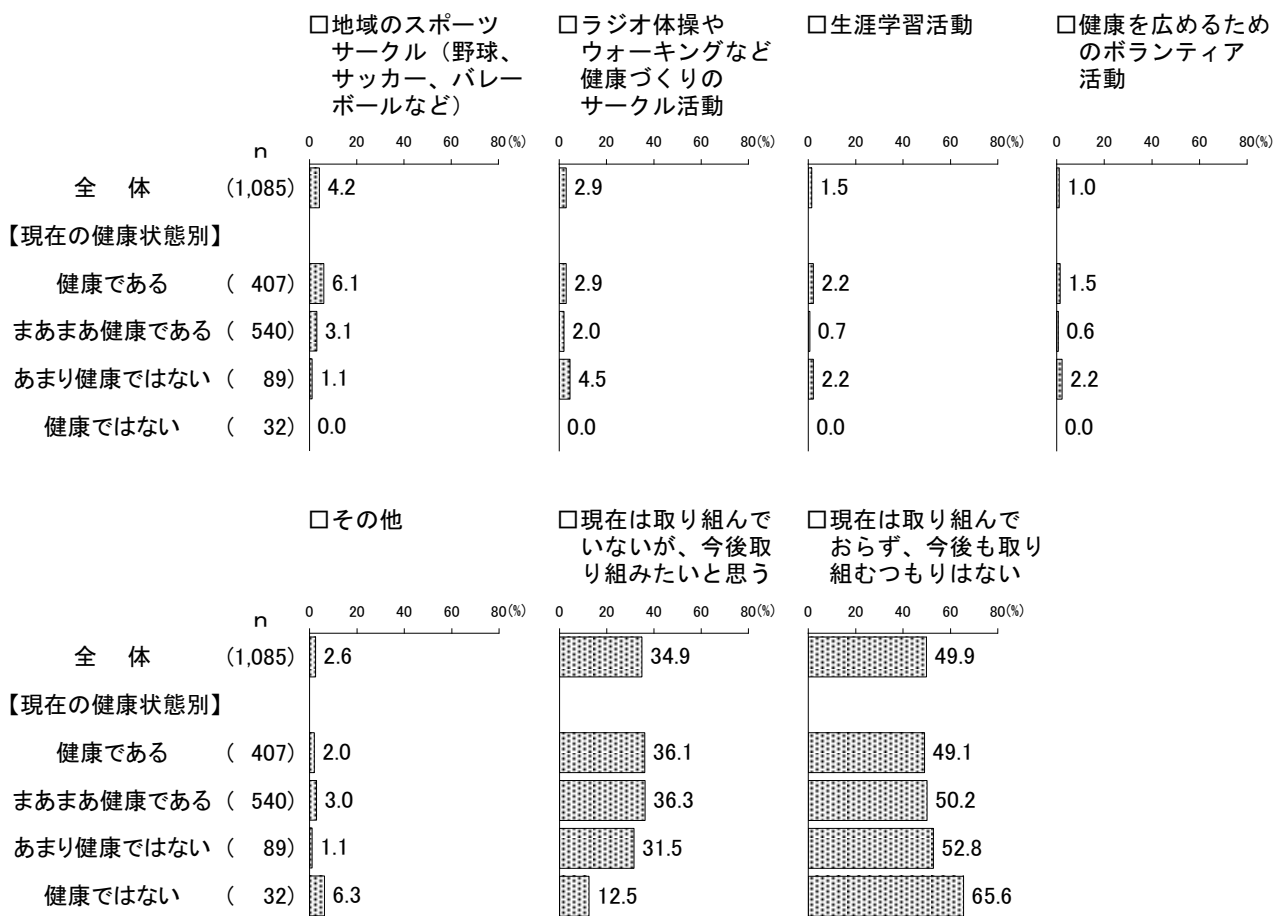 □地域のスポーツ
サークル（野球、
サッカー、バレー
ボールなど）
□ラジオ体操や
ウォーキングなど
健康づくりの
サークル活動
□生涯学習活動
□健康を広めるため
のボランティア
活動
n
0 20 40 60 80(%)
0 20 40 60 80(%)
0 20 40 60 80(%)
0 20 40 60 80(%)
全 体 (1,085) 4.2 2.9 1.5 1.0
【現在の健康状態別】
健康である ( 407) 6.1 2.9 2.2 1.5
まあまあ健康である ( 540) 3.1 2.0 0.7 0.6
あまり健康ではない ( 89) 1.1 4.5 2.2 2.2
健康ではない ( 32) 0.0 0.0 0.0 0.0
□その他
□現在は取り組んで
いないが、今後取
り組みたいと思う
□現在は取り組んで
おらず、今後も取り
組むつもりはない
n
0 20 40 60 80(%)
0 20 40 60 80(%)
0 20 40 60 80(%)
全 体 (1,085) 2.6 34.9 49.9
【現在の健康状態別】
健康である ( 407) 2.0 36.1 49.1
まあまあ健康である ( 540) 3.0 36.3 50.2
あまり健康ではない ( 89) 1.1 31.5 52.8
健康ではない ( 32) 6.3 12.5 65.6